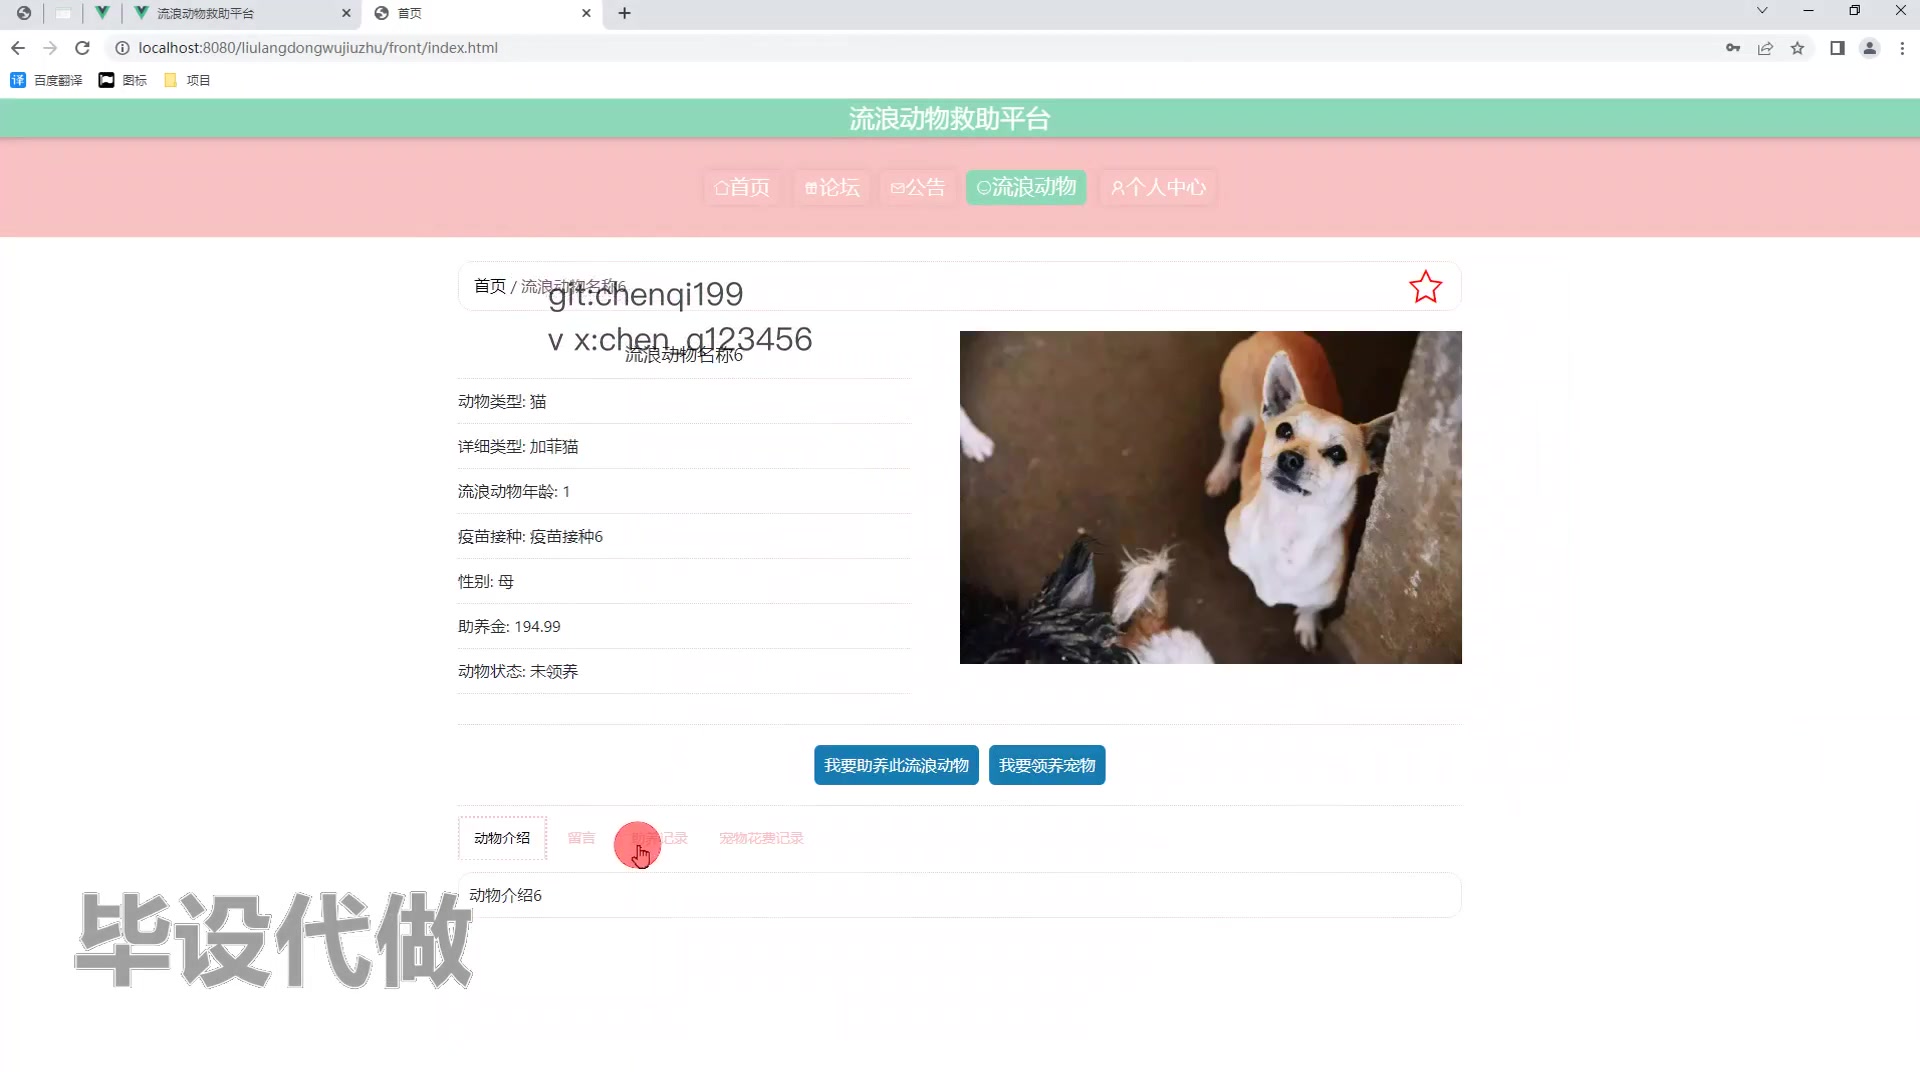 流浪动物救助平台
首页
localhost:8080/liulangdongwujiuzhu/front/index.html
百度翻译
图标
项目
流浪动物救助平台
首页
论坛
公告
流浪动物
个人中心
首页 / 流浪动物名称6
git:chenqi199
v x:chen_q123456
流浪动物名称6
动物类型: 猫
详细类型: 加菲猫
流浪动物年龄: 1
疫苗接种: 疫苗接种6
性别: 母
助养金: 194.99
动物状态: 未领养
我要助养此流浪动物
我要领养宠物
动物介绍
留言
助养记录
宠物花费记录
动物介绍6
毕设代做